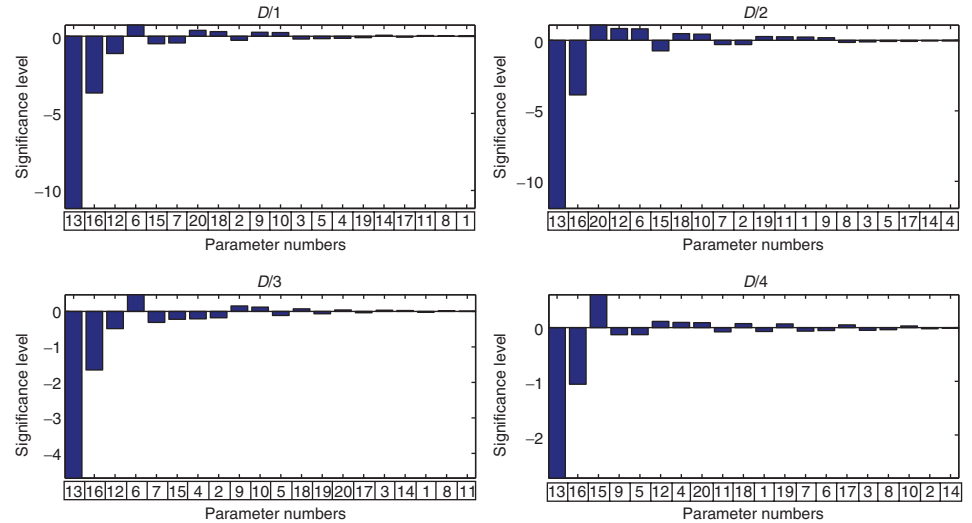 D/1
Significance level
0
−5
−10
13 16 12 6 15 7 20 18 2 9 10 3 5 4 19 14 17 11 8 1
Parameter numbers
D/2
Significance level
0
−5
−10
13 16 20 12 6 15 18 10 7 2 19 11 1 9 8 3 5 17 14 4
Parameter numbers
D/3
Significance level
0
−1
−2
−3
−4
13 16 12 6 7 15 4 2 9 10 5 18 19 20 17 3 14 1 8 11
Parameter numbers
D/4
Significance level
0
−1
−2
13 16 15 9 5 12 4 20 11 18 1 19 7 6 17 3 8 10 2 14
Parameter numbers